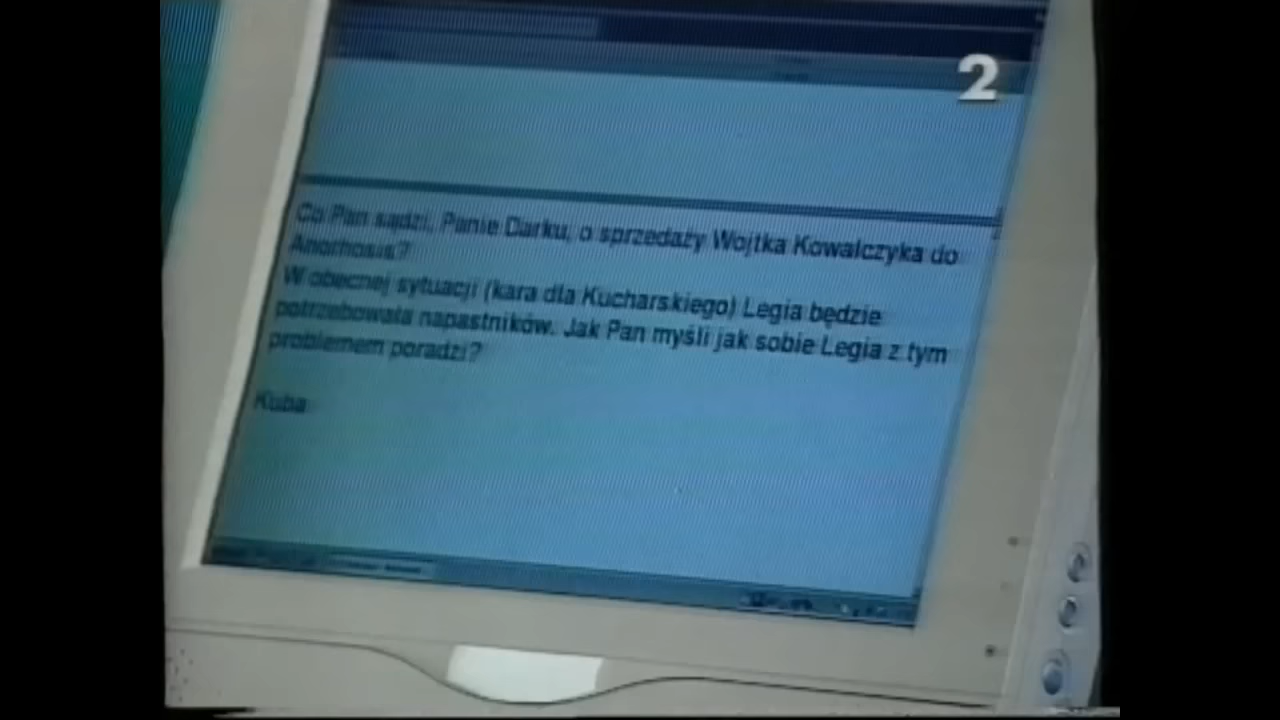 2
Co Pan sądzi, Panie Darku, o sprzedaży Wojtka Kowalczyka do
Anorthosis?
W obecnej sytuacji (kara dla Kucharskiego) Legia będzie
potrzebowała napastników. Jak Pan myśli jak sobie Legia z tym
problemem poradzi?
Kuba